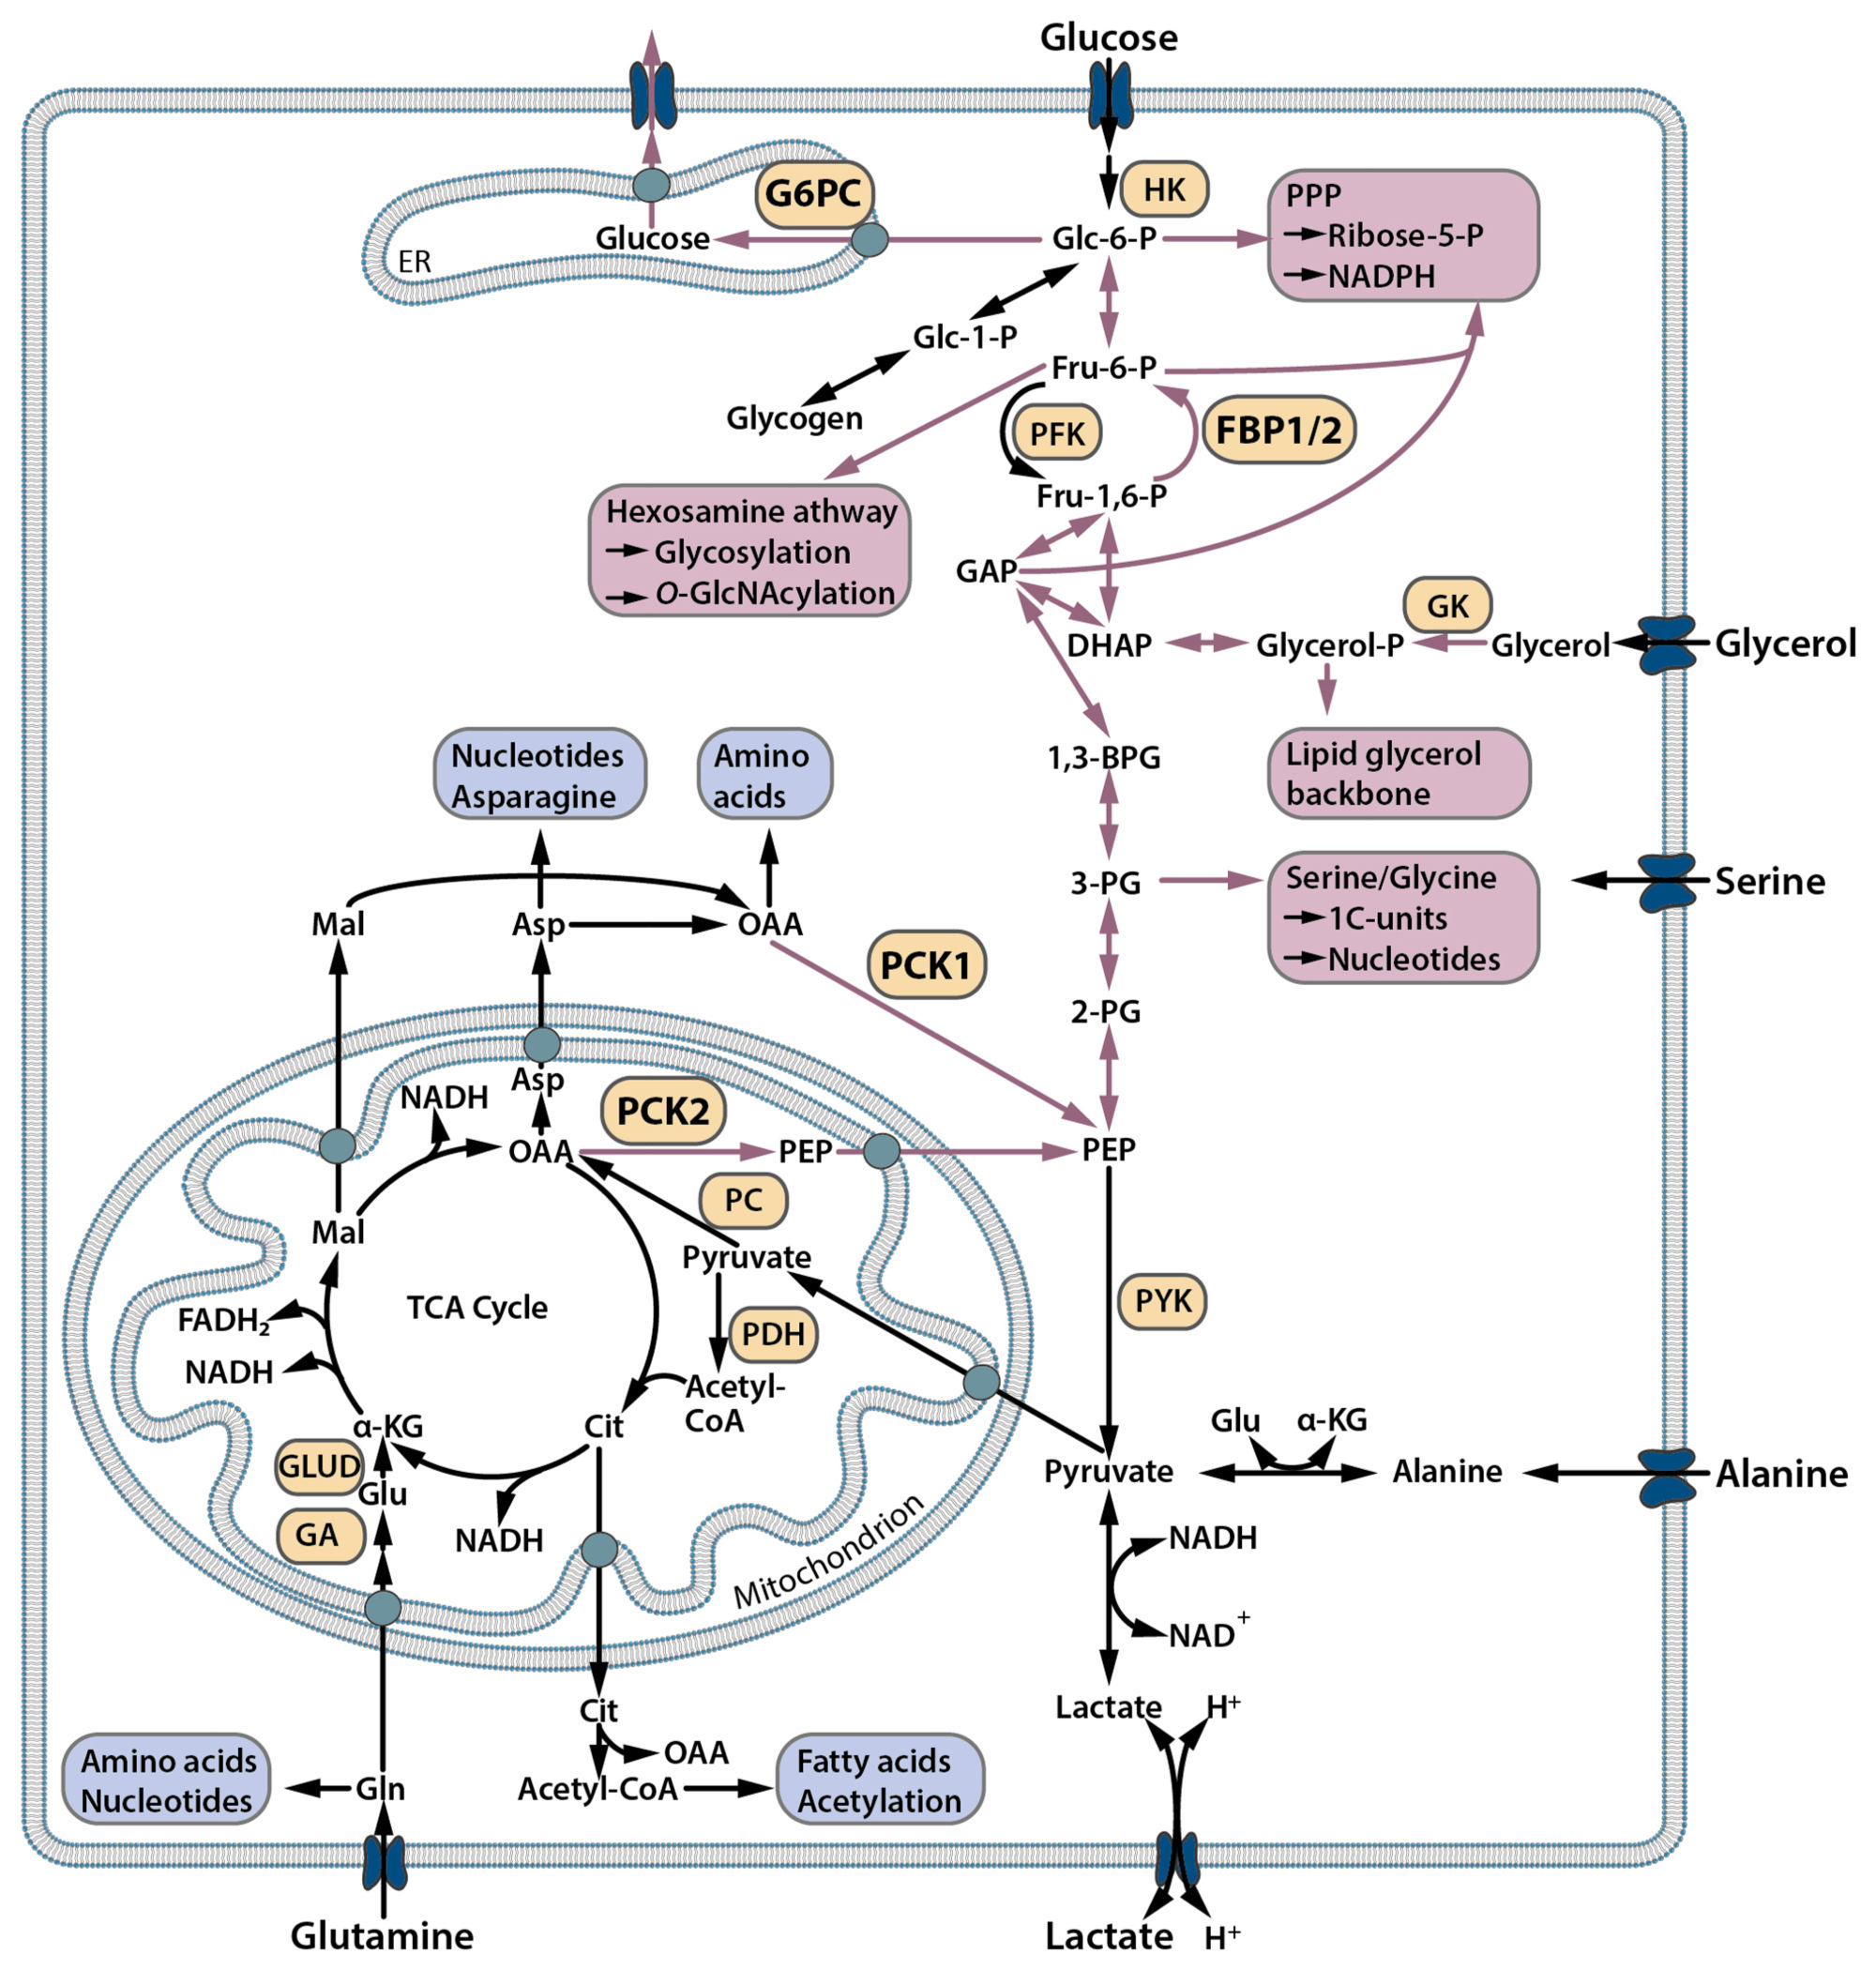 Glucose
G6PC
HK
PPP
Ribose-5-P
NADPH
Glucose
Glc-6-P
ER
Glc-1-P
Fru-6-P
Glycogen
PFK
FBP1/2
Fru-1,6-P
Hexosamine athway
Glycosylation
O-GlcNAcylation
GAP
GK
DHAP
Glycerol-P
Glycerol
Glycerol
Nucleotides
Asparagine
Amino
acids
1,3-BPG
Lipid glycerol
backbone
3-PG
Serine/Glycine
1C-units
Nucleotides
Serine
Mal
Asp
OAA
PCK1
2-PG
Asp
NADH
PCK2
OAA
PEP
PEP
PC
Mal
Pyruvate
TCA Cycle
FADH₂
NADH
PDH
PYK
Acetyl-
CoA
α-KG
Cit
GLUD
Glu
GA
NADH
Mitochondrion
Glu
α-KG
Pyruvate
Alanine
Alanine
NADH
NAD⁺
Lactate
H⁺
Cit
OAA
Amino acids
Nucleotides
Gln
Acetyl-CoA
Fatty acids
Acetylation
Glutamine
Lactate
H⁺